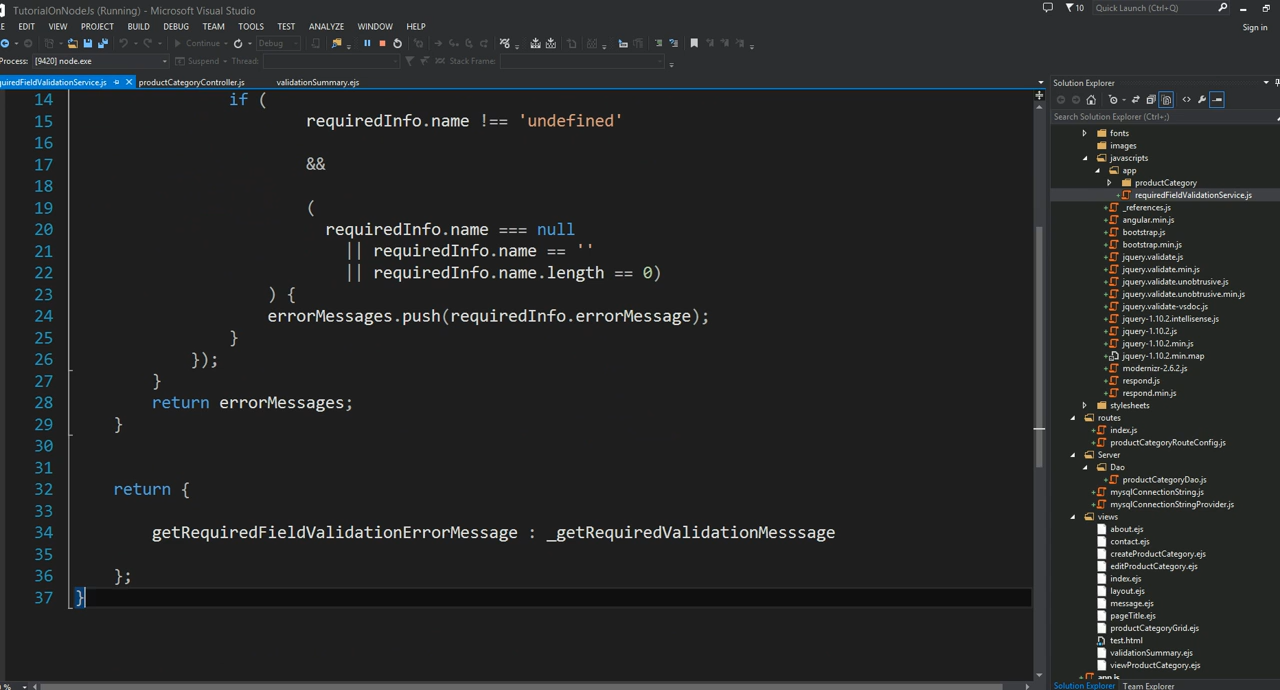 TutorialOnNodeJs (Running) - Microsoft Visual Studio
10
Quick Launch (Ctrl+Q)
EDIT VIEW PROJECT BUILD DEBUG TEAM TOOLS TEST ANALYZE WINDOW HELP
Sign in
Continue Debug
Process: [9420] node.exe Suspend Thread: Stack Frame:
quiredFieldValidationService.js productCategoryController.js validationSummary.ejs
14 if (
15 requiredInfo.name !== 'undefined'
16
17 &&
18
19 (
20 requiredInfo.name === null
21 || requiredInfo.name == ''
22 || requiredInfo.name.length == 0)
23 ) {
24 errorMessages.push(requiredInfo.errorMessage);
25 }
26 });
27 }
28 return errorMessages;
29 }
30
31
32 return {
33
34 getRequiredFieldValidationErrorMessage : _getRequiredValidationMesssage
35
36 };
37 }
Solution Explorer
Search Solution Explorer (Ctrl+;)
fonts
images
javascripts
app
productCategory
requiredFieldValidationService.js
_references.js
angular.min.js
bootstrap.js
bootstrap.min.js
jquery.validate.js
jquery.validate.min.js
jquery.validate.unobtrusive.js
jquery.validate.unobtrusive.min.js
jquery.validate-vsdoc.js
jquery-1.10.2.intellisense.js
jquery-1.10.2.js
jquery-1.10.2.min.js
jquery-1.10.2.min.map
modernizr-2.6.2.js
respond.js
respond.min.js
stylesheets
routes
index.js
productCategoryRouteConfig.js
Server
Dao
productCategoryDao.js
mysqlConnectionString.js
mysqlConnectionStringProvider.js
views
about.ejs
contact.ejs
createProductCategory.ejs
editProductCategory.ejs
index.ejs
layout.ejs
message.ejs
pageTitle.ejs
productCategoryGrid.ejs
test.html
validationSummary.ejs
viewProductCategory.ejs
app.js
Solution Explorer Team Explorer